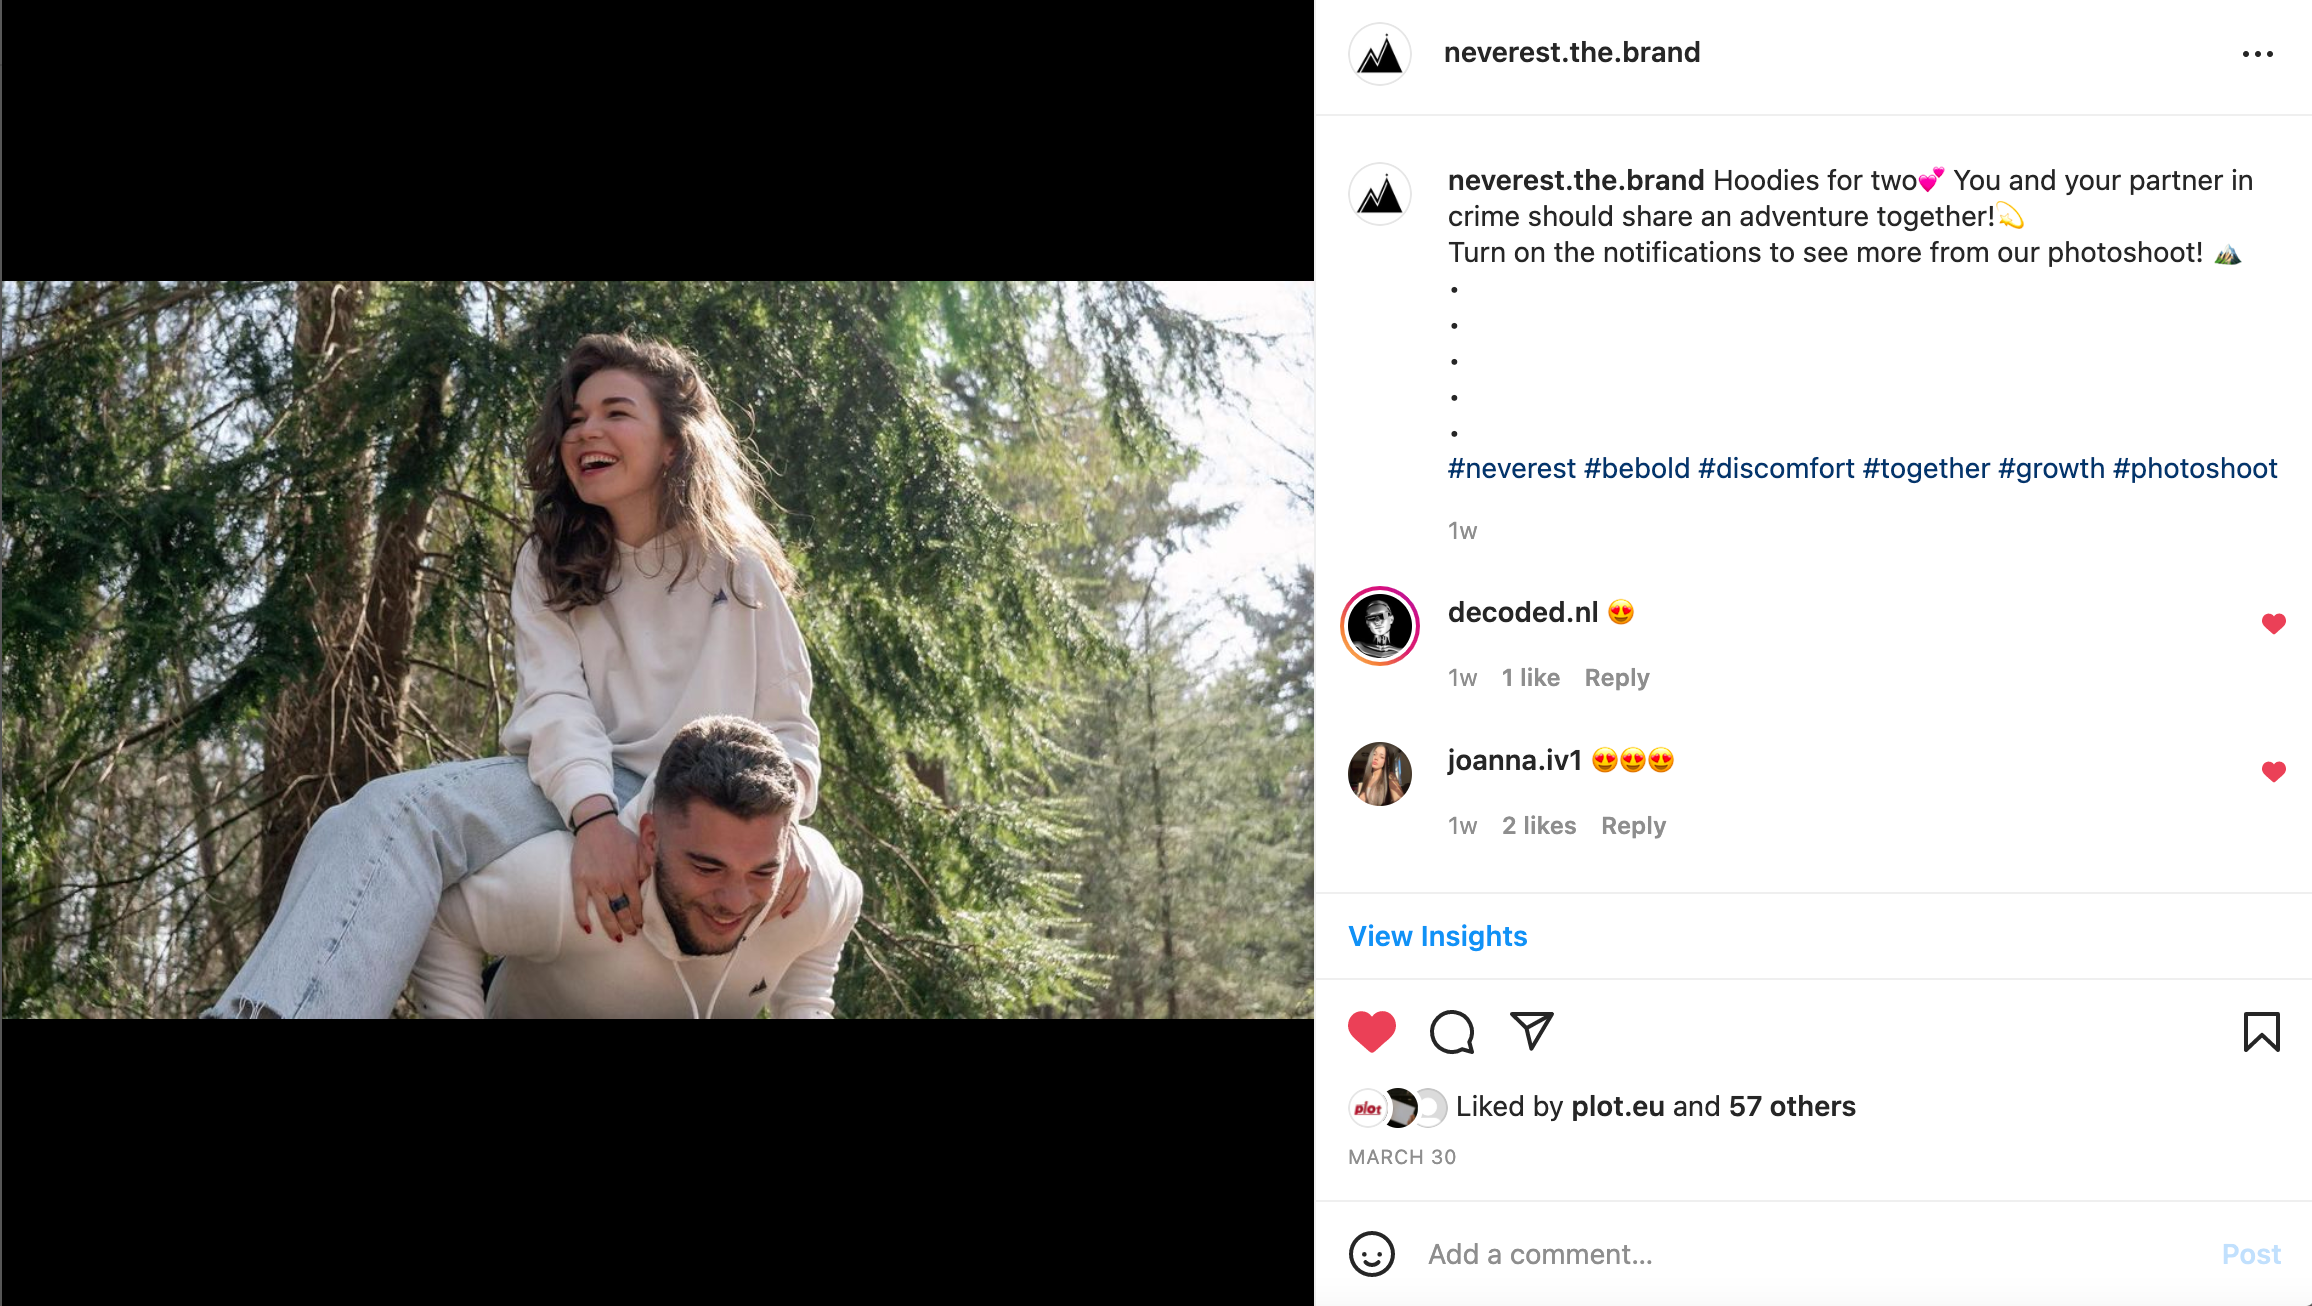 neverest.the.brand
neverest.the.brand Hoodies for two💕 You and your partner in
crime should share an adventure together!💫
Turn on the notifications to see more from our photoshoot! 🏔️
•
•
•
•
•
#neverest #bebold #discomfort #together #growth #photoshoot
1w
decoded.nl 😍
1w 1 like Reply
joanna.iv1 😍😍😍
1w 2 likes Reply
View Insights
plot
Liked by plot.eu and 57 others
MARCH 30
Add a comment...
Post